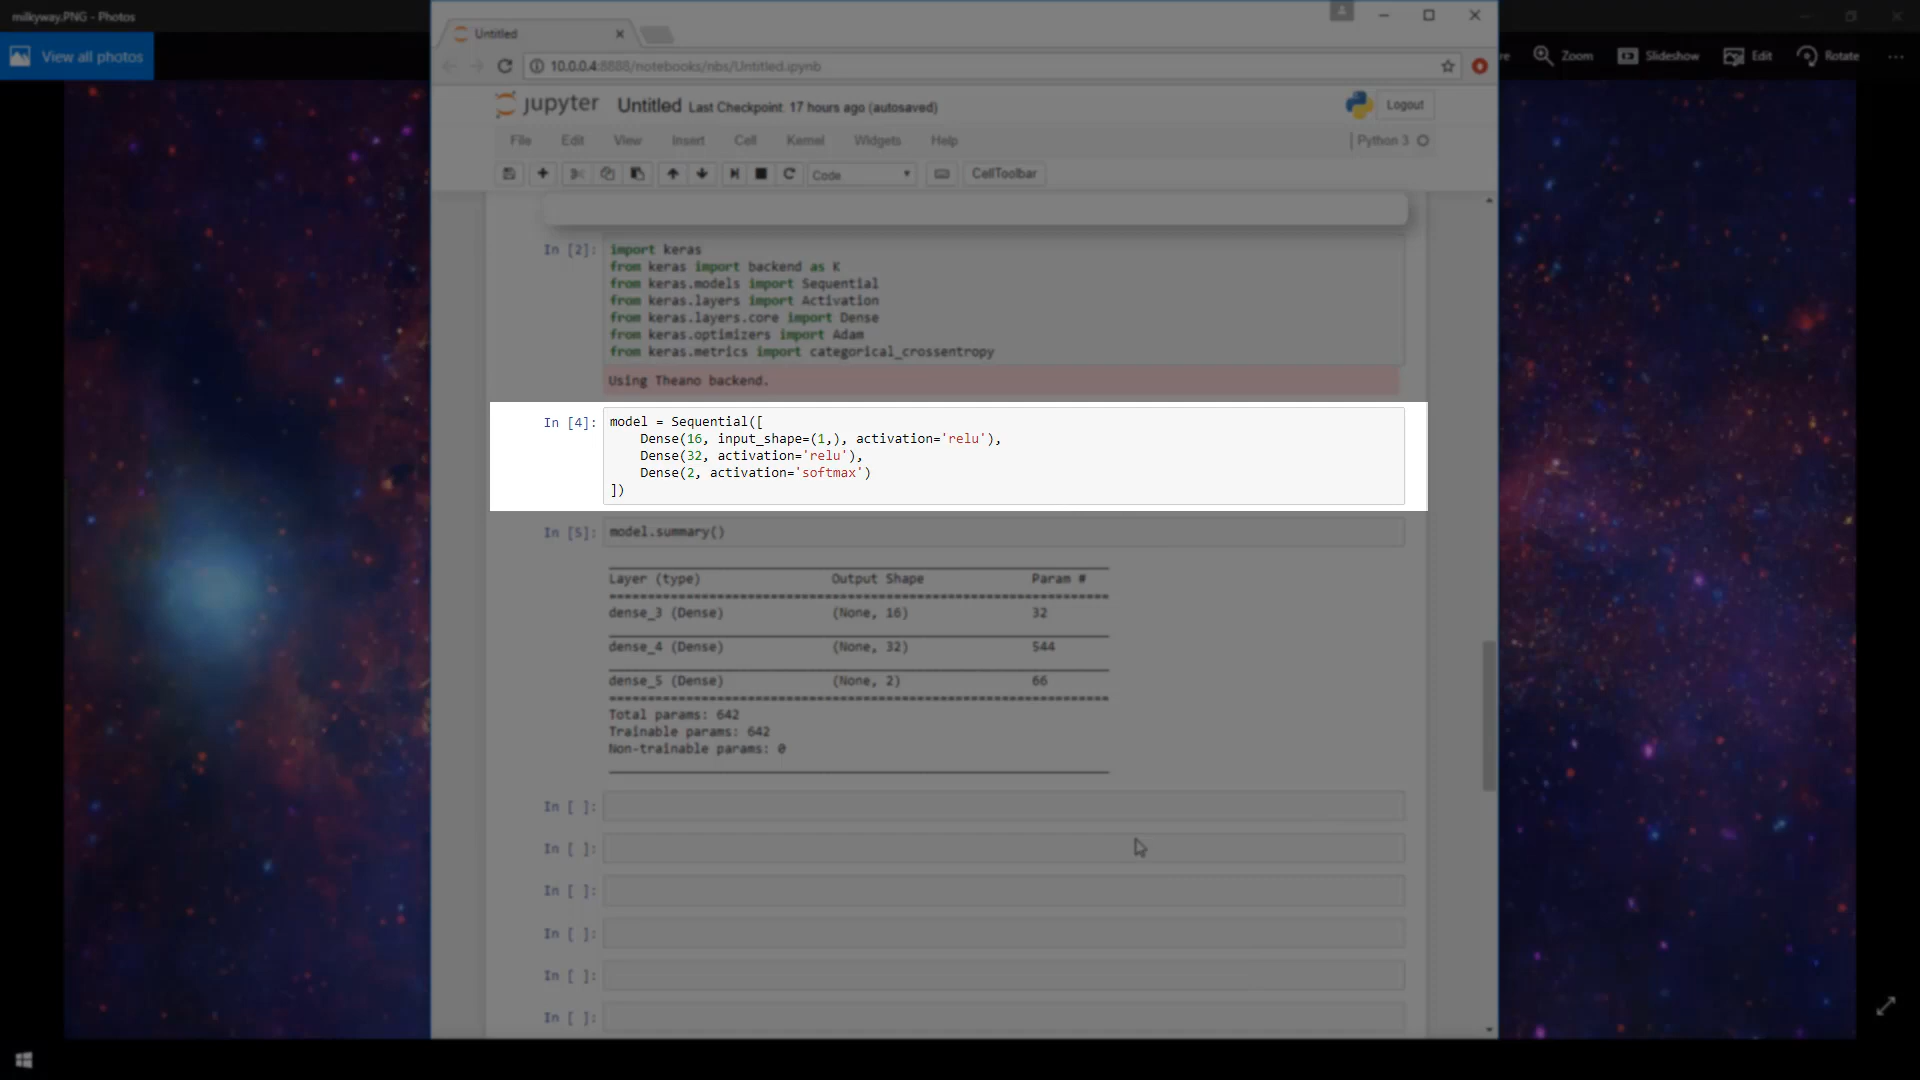 milkyway.PNG - Photos
View all photos
re Zoom Slideshow Edit Rotate
Untitled
10.0.0.4:8888/notebooks/nbs/Untitled.ipynb
jupyter Untitled Last Checkpoint: 17 hours ago (autosaved)
Logout
File Edit View Insert Cell Kernel Widgets Help
Python 3
Code CellToolbar
In [2]: import keras
from keras import backend as K
from keras.models import Sequential
from keras.layers import Activation
from keras.layers.core import Dense
from keras.optimizers import Adam
from keras.metrics import categorical_crossentropy
Using Theano backend.
In [4]: model = Sequential([
    Dense(16, input_shape=(1,), activation='relu'),
    Dense(32, activation='relu'),
    Dense(2, activation='softmax')
])
In [5]: model.summary()
Layer (type) Output Shape Param #
dense_3 (Dense) (None, 16) 32
dense_4 (Dense) (None, 32) 544
dense_5 (Dense) (None, 2) 66
Total params: 642
Trainable params: 642
Non-trainable params: 0
In [ ]:
In [ ]:
In [ ]:
In [ ]:
In [ ]:
In [ ]: